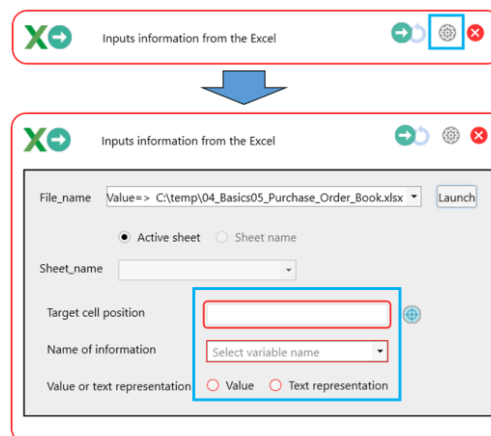 Inputs information from the Excel
Inputs information from the Excel
File_name Value=> C:\temp\04_Basics05_Purchase_Order_Book.xlsx Launch
Active sheet Sheet name
Sheet_name
Target cell position
Name of information Select variable name
Value or text representation Value Text representation